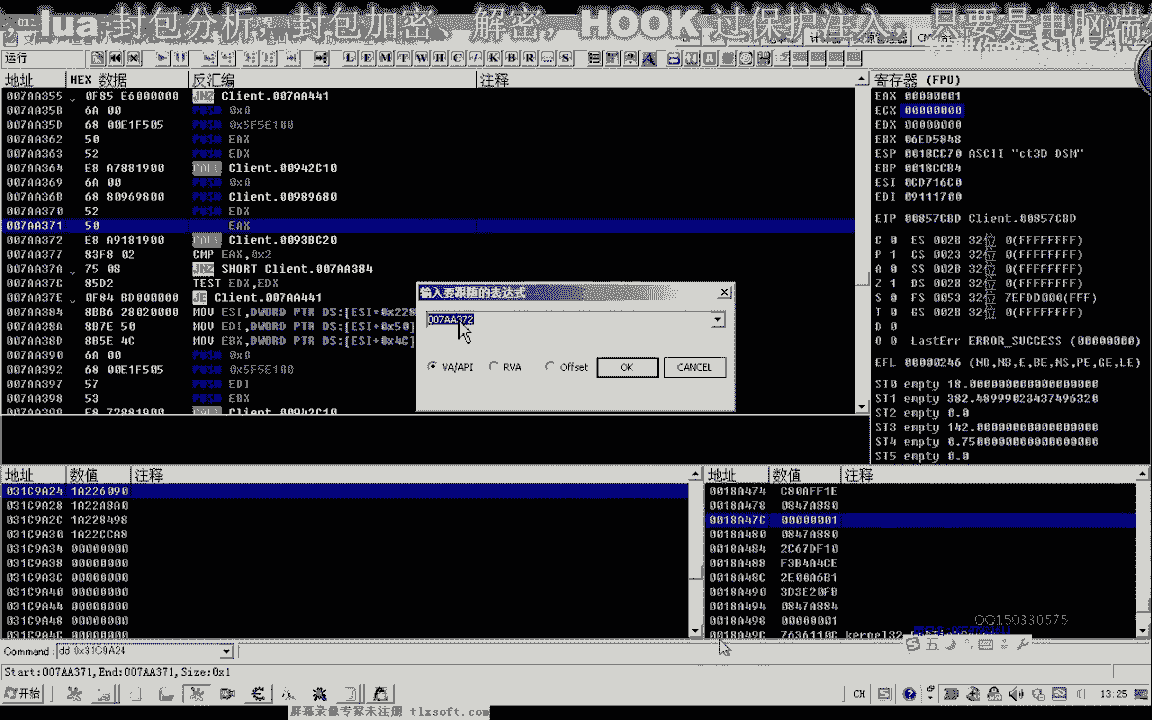 lua 封包分析，封包加密、解密，HOOK 过保护注入。只要是电脑端
运行
L E M T W H C / K B R ... S
地址 HEX 数据 反汇编 注释
007AA355 0F85 E6000000 JNZ Client.007AA441
007AA35B 6A 00 PUSH 0x0
007AA35D 68 00E1F505 PUSH 0x5F5E100
007AA362 50 PUSH EAX
007AA363 52 PUSH EDX
007AA364 E8 A7881900 CALL Client.00942C10
007AA369 6A 00 PUSH 0x0
007AA36B 68 80969800 PUSH Client.00989680
007AA370 52 PUSH EDX
007AA371 50 EAX
007AA372 E8 A9181900 CALL Client.0093BC20
007AA377 83F8 02 CMP EAX,0x2
007AA37A 75 08 JNZ SHORT Client.007AA384
007AA37C 85D2 TEST EDX,EDX
007AA37E 0F84 BD000000 JE Client.007AA441
007AA384 8BB6 28020000 MOV ESI,DWORD PTR DS:[ESI+0x228
007AA38A 8D7E 50 MOV EDI,DWORD PTR DS:[ESI+0x50]
007AA38D 8B5E 4C MOV EBX,DWORD PTR DS:[ESI+0x4C]
007AA390 6A 00 PUSH 0x0
007AA392 68 00E1F505 PUSH 0x5F5E100
007AA397 57 PUSH EDI
007AA398 53 PUSH EBX
007AA399 E8 72881900 CALL Client.00942C10
寄存器 (FPU)
EAX 00000001
ECX 00000000
EDX 00000000
EBX 06ED5848
ESP 0018CC70 ASCII "ct3D DSN"
EBP 0018CCB4
ESI 0CD716C0
EDI 09111700
EIP 00857CBD Client.00857CBD
C 0 ES 002B 32位 0(FFFFFFFF)
P 1 CS 0023 32位 0(FFFFFFFF)
A 0 SS 002B 32位 0(FFFFFFFF)
Z 1 DS 002B 32位 0(FFFFFFFF)
S 0 FS 0053 32位 7EFDD000(FFF)
T 0 GS 002B 32位 0(FFFFFFFF)
D 0
O 0 LastErr ERROR_SUCCESS (00000000)
EFL 00000246 (NO,NB,E,BE,NS,PE,GE,LE)
ST0 empty 18.000000000000000000
ST1 empty 382.48999023437496320
ST2 empty 0.0
ST3 empty 142.00000000000000000
ST4 empty 0.7500000000000000000
ST5 empty 0.0
输入要跟随的表达式
007AA372
VA/API RVA Offset OK CANCEL
地址 数值 注释
031C9A24 1A226090
031C9A28 1A22A8A0
031C9A2C 1A228498
031C9A30 1A22CCA8
031C9A34 00000000
031C9A38 00000000
031C9A3C 00000000
031C9A40 00000000
031C9A44 00000000
031C9A48 00000000
031C9A4C 00000000
地址 数值 注释
0018A474 C80AFF1E
0018A478 0847A880
0018A47C 00000001
0018A480 0847A880
0018A484 2C67DF10
0018A488 F3B4A4CE
0018A48C 2E00A6B1
0018A490 3D3E20FB
0018A494 0847A884
0018A498 00000001
0018A49C 7636110C kernel32
QQ150330575
Command : dd 0x31C9A24
Start:007AA371,End:007AA371,Size:0x1
开始
CH
13:25
屏幕录像专家未注册 tlxsoft.com